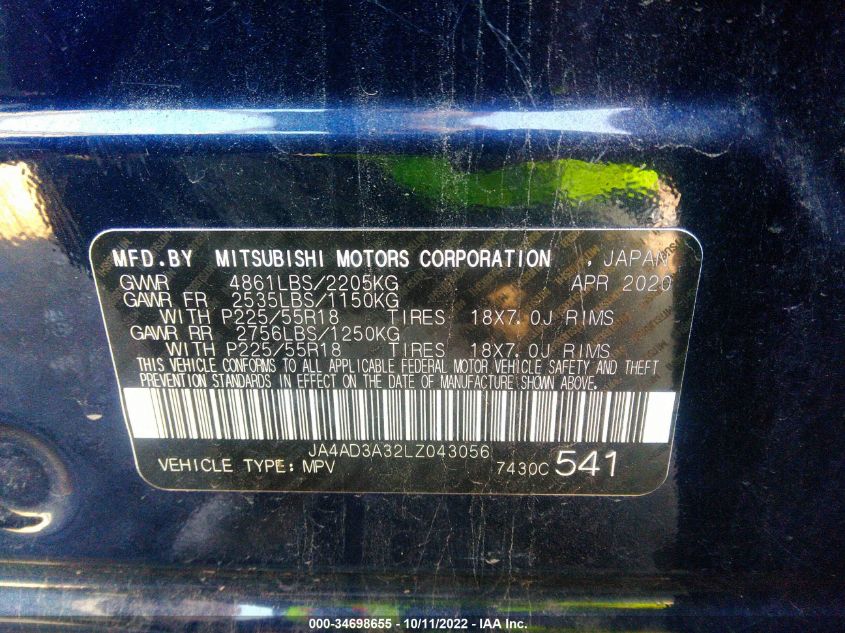 MFD.BY MITSUBISHI MOTORS CORPORATION , JAPAN
GVWR 4861LBS/2205KG APR 2020
GAWR FR 2535LBS/1150KG
WITH P225/55R18 TIRES 18X7.0J RIMS
GAWR RR 2756LBS/1250KG
WITH P225/55R18 TIRES 18X7.0J RIMS
THIS VEHICLE CONFORMS TO ALL APPLICABLE FEDERAL MOTOR VEHICLE SAFETY AND THEFT
PREVENTION STANDARDS IN EFFECT ON THE DATE OF MANUFACTURE SHOWN ABOVE.
JA4AD3A32LZ043056
VEHICLE TYPE: MPV 7430C 541
000-34698655 - 10/11/2022 - IAA Inc.